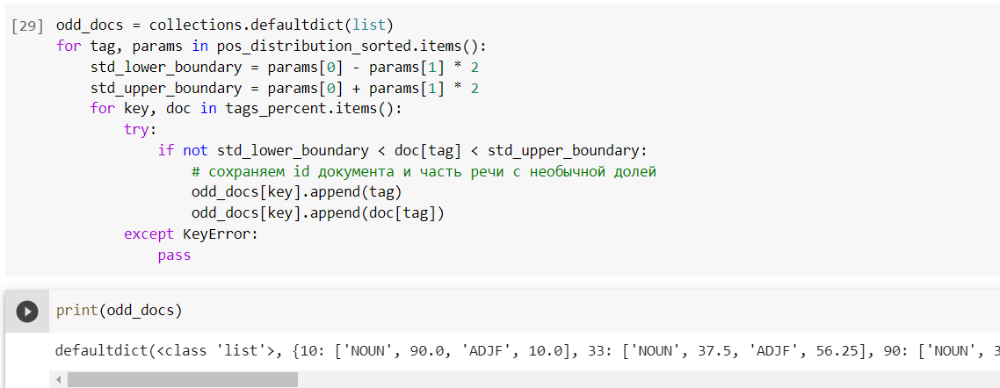 [29] odd_docs = collections.defaultdict(list)
for tag, params in pos_distribution_sorted.items():
    std_lower_boundary = params[0] - params[1] * 2
    std_upper_boundary = params[0] + params[1] * 2
    for key, doc in tags_percent.items():
        try:
            if not std_lower_boundary < doc[tag] < std_upper_boundary:
                # сохраняем id документа и часть речи с необычной долей
                odd_docs[key].append(tag)
                odd_docs[key].append(doc[tag])
        except KeyError:
            pass
print(odd_docs)
defaultdict(<class 'list'>, {10: ['NOUN', 90.0, 'ADJF', 10.0], 33: ['NOUN', 37.5, 'ADJF', 56.25], 90: ['NOUN', 3